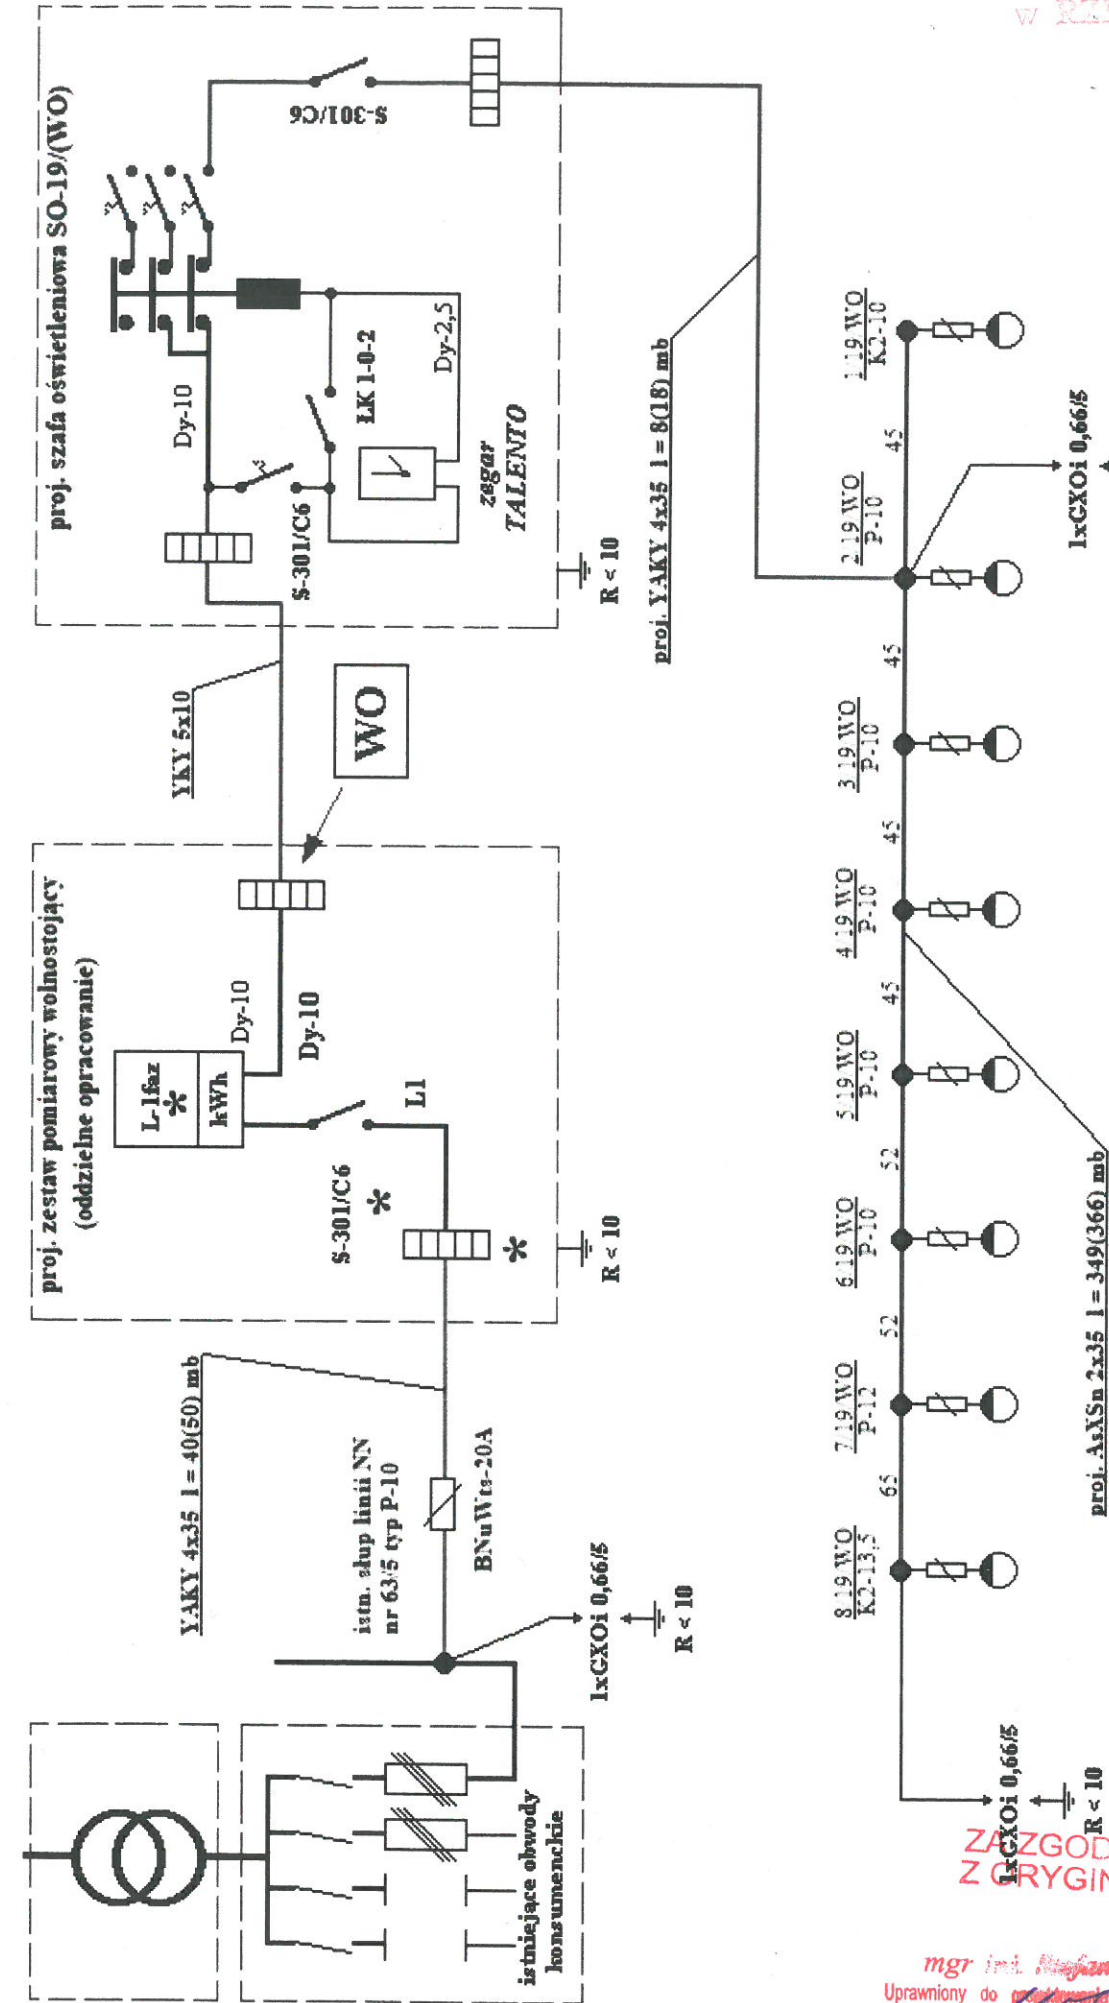 proj. szafa oświetleniowa SO-19/(WO)
S-301/C6
Dy-10
ŁK 1-0-2
Dy-2,5
zegar
TALENTO
S-301/C6
R < 10
YKY 5x10
WO
proj. zestaw pomiarowy wolnostojący
(oddzielne opracowanie)
L-1faz
*
kWh
Dy-10
Dy-10
L1
S-301/C6
*
*
R < 10
YAKY 4x35 l = 40(50) mb
istn. słup linii NN
nr 63/5 typ P-10
BNuWts-20A
1xGXOi 0,66/5
R < 10
istniejące obwody
konsumenckie
proj. YAKY 4x35 l = 8(18) mb
1/19/WO
K2-10
45
2/19/WO
P-10
45
3/19/WO
P-10
45
4/19/WO
P-10
45
5/19/WO
P-10
52
6/19/WO
P-10
52
7/19/WO
P-12
65
8/19/WO
K2-13,5
1xGXOi 0,66/5
proj. AsXSn 2x35 l = 349(366) mb
1xGXOi 0,66/5
R < 10
w
ZA ZGOD
Z ORYGIN
mgr inż.
Uprawniony do